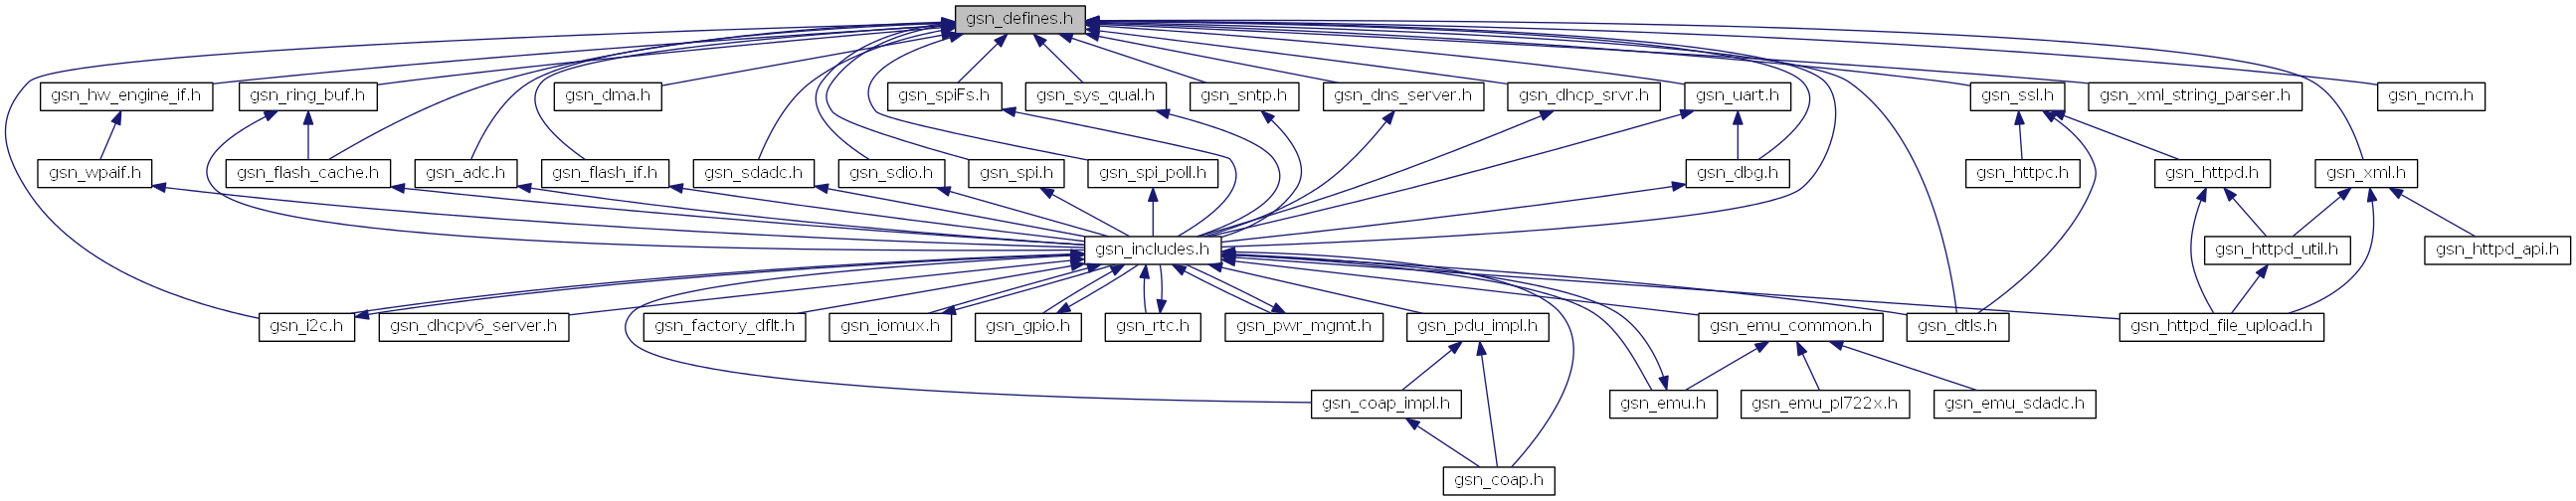 gsn_defines.h
gsn_hw_engine_if.h
gsn_ring_buf.h
gsn_dma.h
gsn_spiFs.h
gsn_sys_qual.h
gsn_sntp.h
gsn_dns_server.h
gsn_dhcp_srvr.h
gsn_uart.h
gsn_ssl.h
gsn_xml_string_parser.h
gsn_ncm.h
gsn_wpaif.h
gsn_flash_cache.h
gsn_adc.h
gsn_flash_if.h
gsn_sdadc.h
gsn_sdio.h
gsn_spi.h
gsn_spi_poll.h
gsn_dbg.h
gsn_httpc.h
gsn_httpd.h
gsn_xml.h
gsn_includes.h
gsn_httpd_util.h
gsn_httpd_api.h
gsn_i2c.h
gsn_dhcpv6_server.h
gsn_factory_dflt.h
gsn_iomux.h
gsn_gpio.h
gsn_rtc.h
gsn_pwr_mgmt.h
gsn_pdu_impl.h
gsn_emu_common.h
gsn_dtls.h
gsn_httpd_file_upload.h
gsn_coap_impl.h
gsn_emu.h
gsn_emu_pl722x.h
gsn_emu_sdadc.h
gsn_coap.h